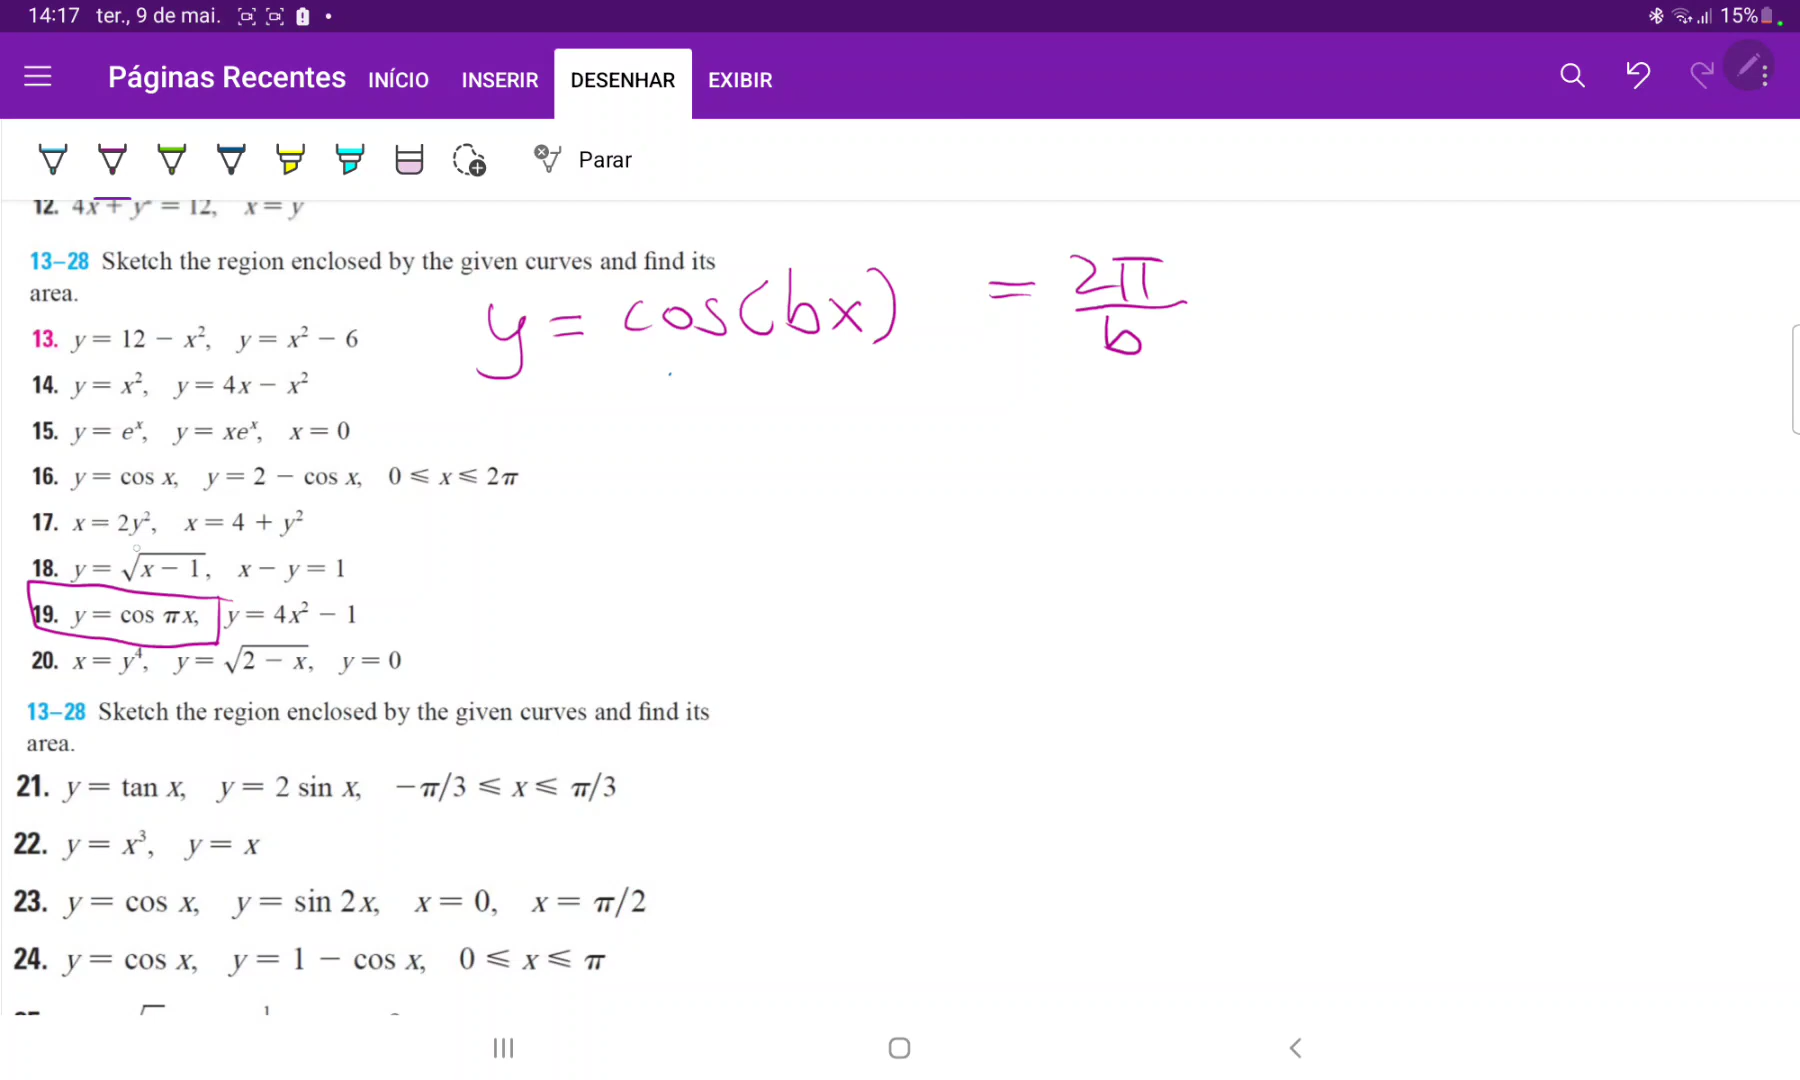 14:17 ter., 9 de mai. 15%
Páginas Recentes INÍCIO INSERIR DESENHAR EXIBIR
Parar
12. 4x + y² = 12, x = y
13–28 Sketch the region enclosed by the given curves and find its
area.
y = cos(bx) = 2π/b
13. y = 12 − x², y = x² − 6
14. y = x², y = 4x − x²
15. y = eˣ, y = xeˣ, x = 0
16. y = cos x, y = 2 − cos x, 0 ⩽ x ⩽ 2π
17. x = 2y², x = 4 + y²
18. y = √(x − 1), x − y = 1
19. y = cos πx, y = 4x² − 1
20. x = y⁴, y = √(2 − x), y = 0
13–28 Sketch the region enclosed by the given curves and find its
area.
21. y = tan x, y = 2 sin x, −π/3 ⩽ x ⩽ π/3
22. y = x³, y = x
23. y = cos x, y = sin 2x, x = 0, x = π/2
24. y = cos x, y = 1 − cos x, 0 ⩽ x ⩽ π